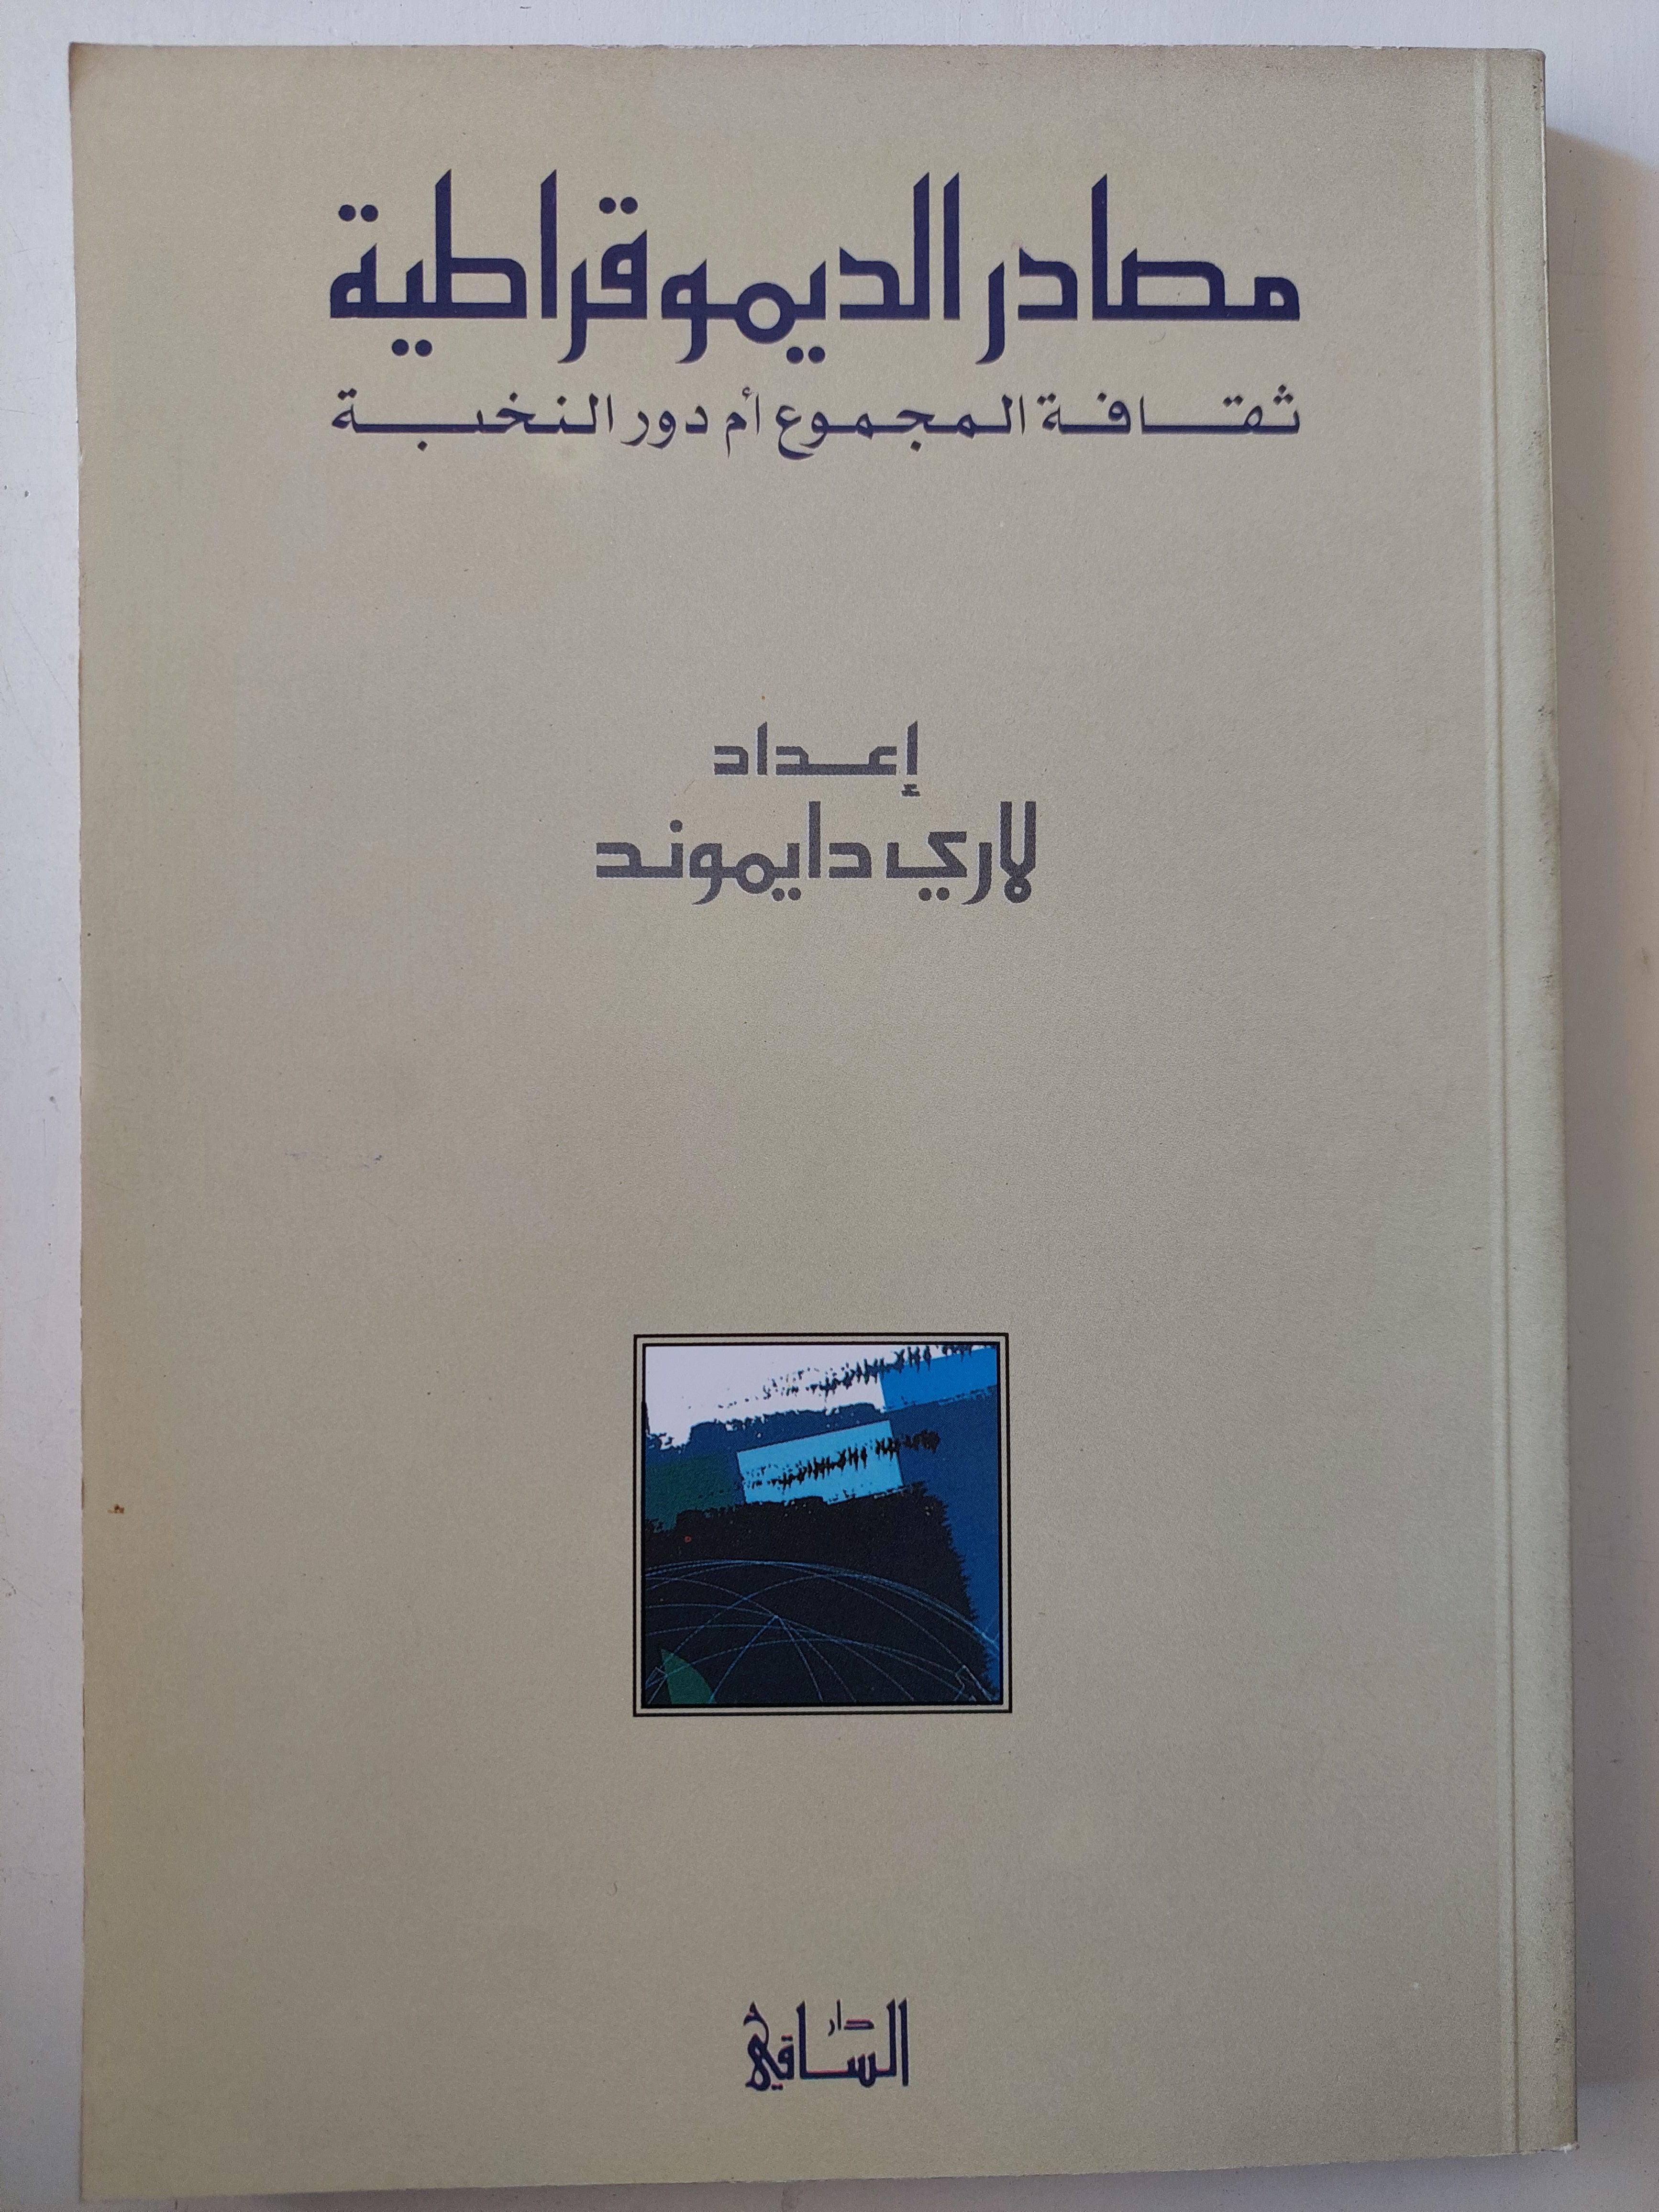 مصادر الديموقراطية
ثقافة المجموع أم دور النخبة
إعداد
لاري دايموند
دار
الساقي